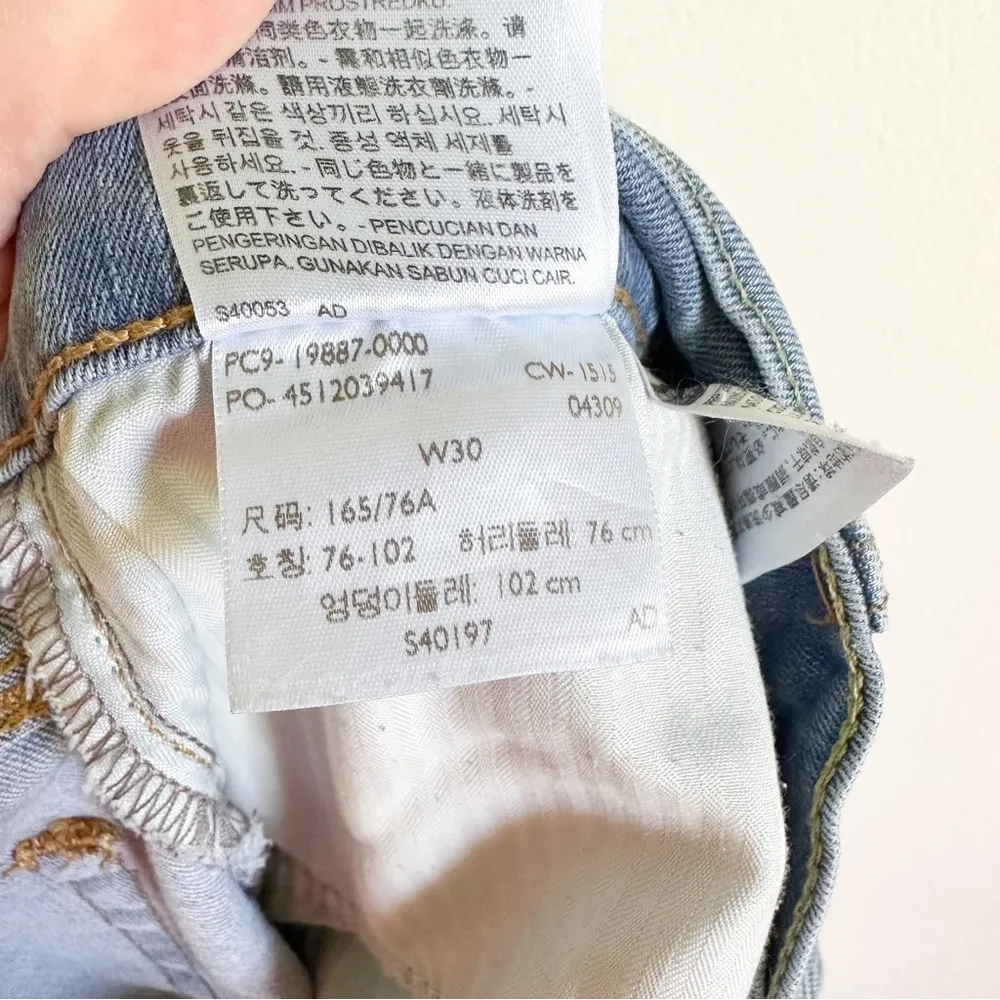 M PROSTREDKU.
同类色衣物一起洗涤。请
清洁剂。- 需和相似色衣物一
面洗滌。請用液態洗衣劑洗滌。-
세탁시 같은 색상끼리 하십시오. 세탁시
옷을 뒤집을 것. 중성 액체 세제를
사용하세요. - 同じ色物と一緒に製品を
裏返して洗ってください。液体洗剤を
ご使用下さい。- PENCUCIAN DAN
PENGERINGAN DIBALIK DENGAN WARNA
SERUPA. GUNAKAN SABUN CUCI CAIR.
S40053 AD
PC9- 19887-0000
PO- 4512039417
CW- 1515
04309
W30
尺码: 165/76A
호칭: 76-102 허리둘레 76 cm
엉덩이둘레: 102 cm
S40197 AD